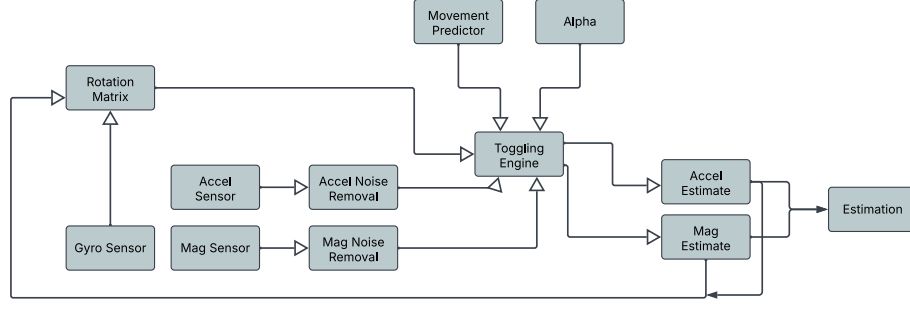 Movement
Predictor
Alpha
Rotation
Matrix
Toggling
Engine
Accel
Sensor
Accel Noise
Removal
Accel
Estimate
Estimation
Gyro Sensor
Mag Sensor
Mag Noise
Removal
Mag
Estimate